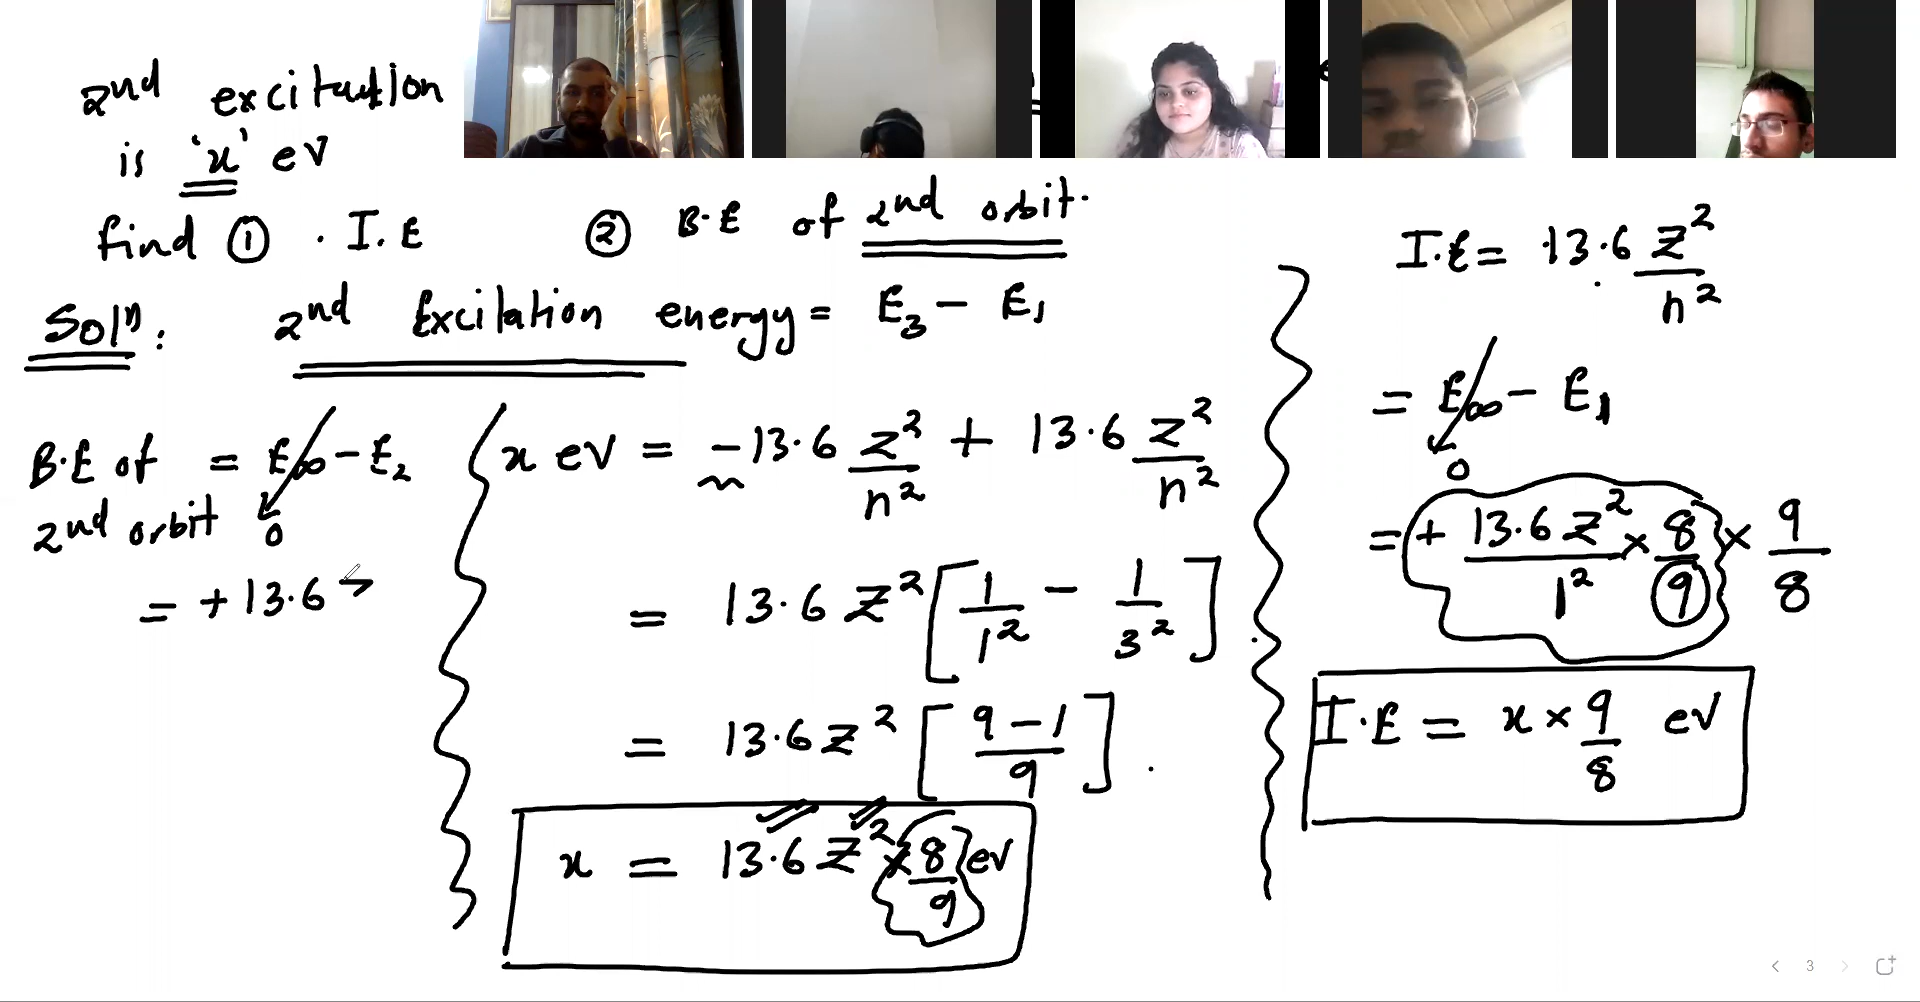 2nd excitation
is 'x' eV
find ① . I.E ② B.E of 2nd orbit.
Solⁿ: 2nd Excitation energy = E₃ − E₁
B.E of = E∞ − E₂
2nd orbit 0
= + 13.6
x eV = −13.6 Z²/n² + 13.6 Z²/n²
= 13.6 Z² [1/1² − 1/3²]
= 13.6 Z² [9−1/9]
x = 13.6 Z² × 8/9 eV
I.E = 13.6 Z²/n²
= E∞ − E₁
0
= + 13.6 Z²/1² × 8/9 × 9/8
I.E = x × 9/8 eV
3